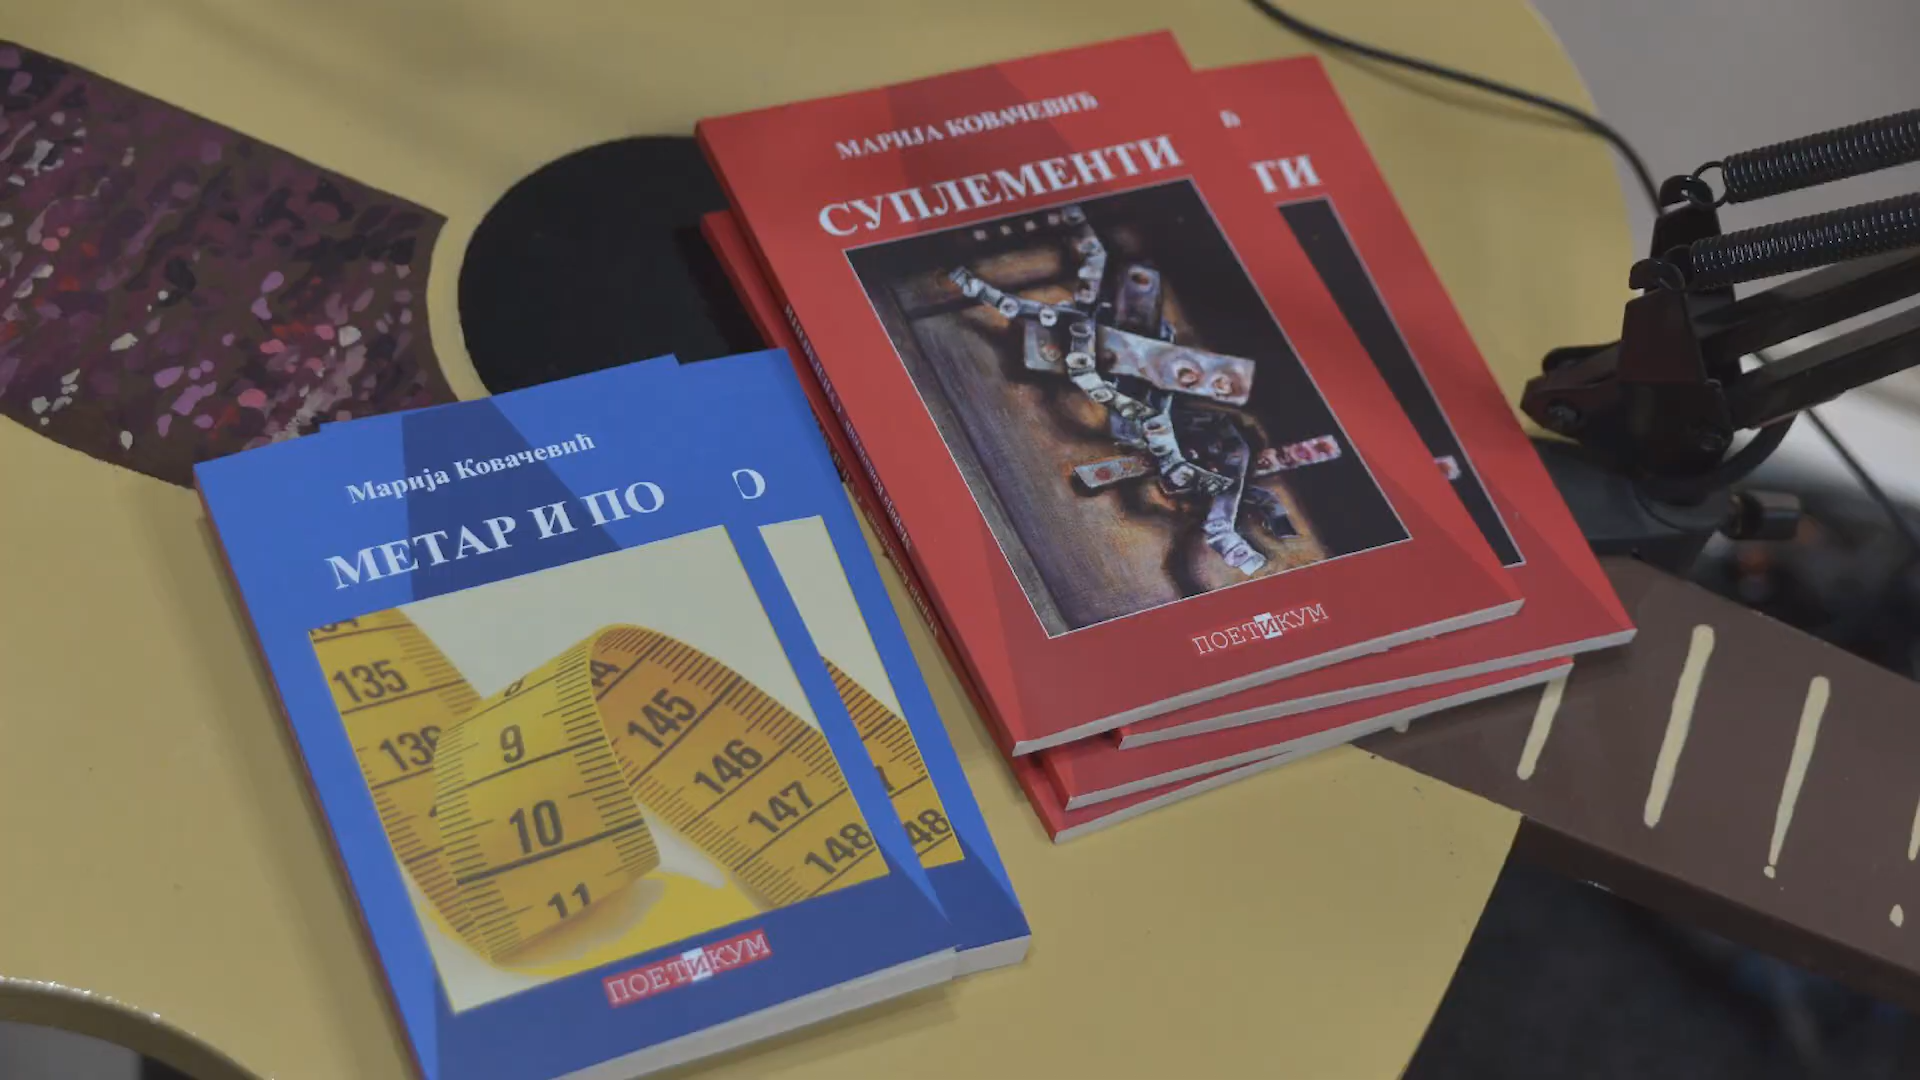 МАРИЈА КОВАЧЕВИЋ
СУПЛЕМЕНТИ
ПОЕТИКУМ
Ћ
ТИ
Марија Ковачевић
МЕТАР И ПО
О
135
136
9
10
11
145
146
147
148
48
ПОЕТИКУМ